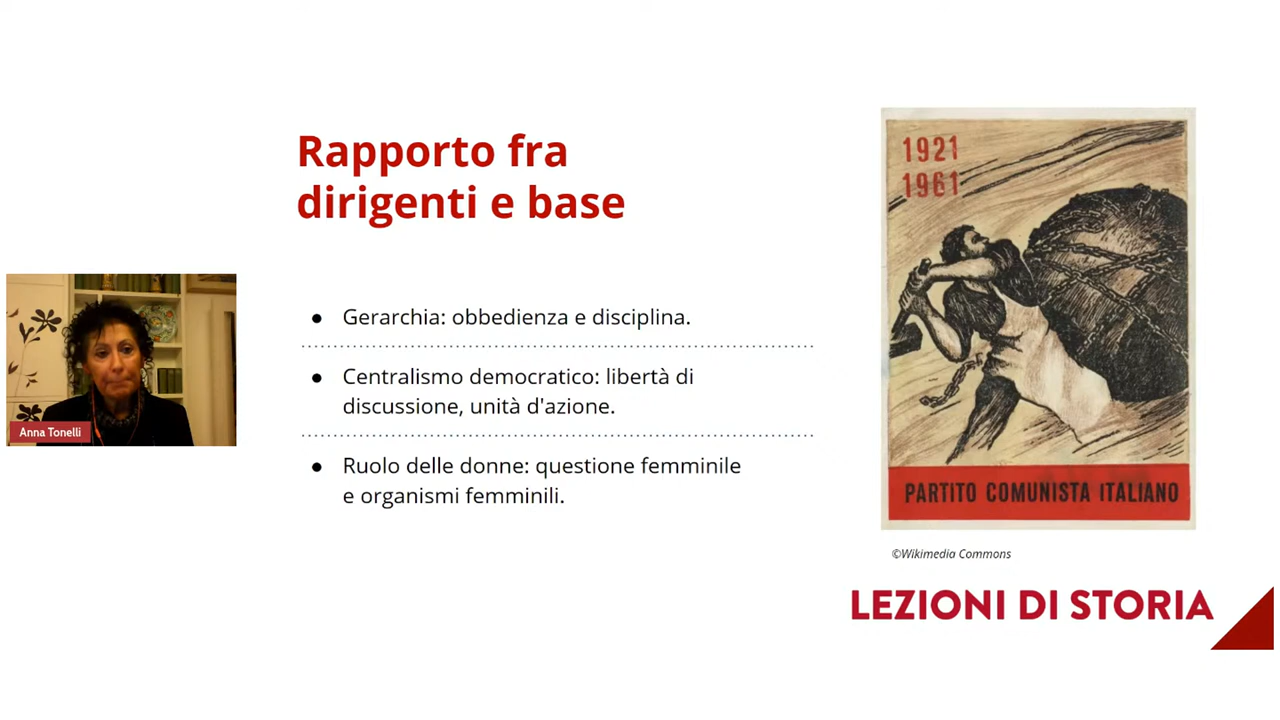 Rapporto fra
dirigenti e base
● Gerarchia: obbedienza e disciplina.
● Centralismo democratico: libertà di
discussione, unità d'azione.
● Ruolo delle donne: questione femminile
e organismi femminili.
Anna Tonelli
1921
1961
PARTITO COMUNISTA ITALIANO
©Wikimedia Commons
LEZIONI DI STORIA